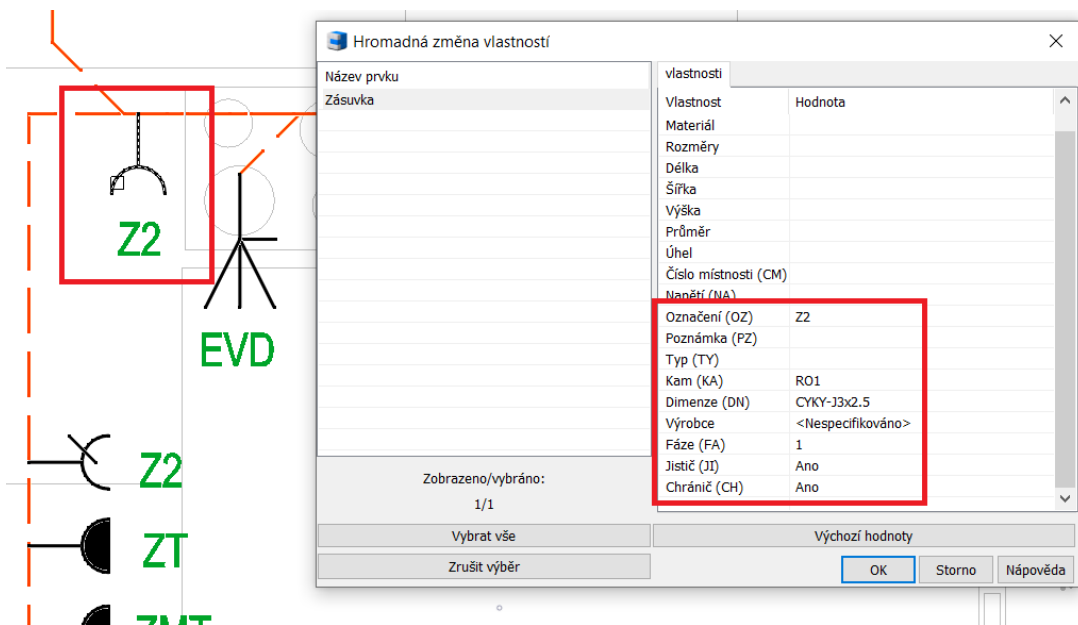 Z2
EVD
Z2
ZT
ZMT
Hromadná změna vlastností
Název prvku
Zásuvka
Zobrazeno/vybráno:
1/1
Vybrat vše
Zrušit výběr
vlastnosti
Vlastnost Hodnota
Materiál
Rozměry
Délka
Šířka
Výška
Průměr
Úhel
Číslo místnosti (CM)
Napětí (NA)
Označení (OZ) Z2
Poznámka (PZ)
Typ (TY)
Kam (KA) RO1
Dimenze (DN) CYKY-J3x2.5
Výrobce <Nespecifikováno>
Fáze (FA) 1
Jistič (JI) Ano
Chránič (CH) Ano
Výchozí hodnoty
OK Storno Nápověda